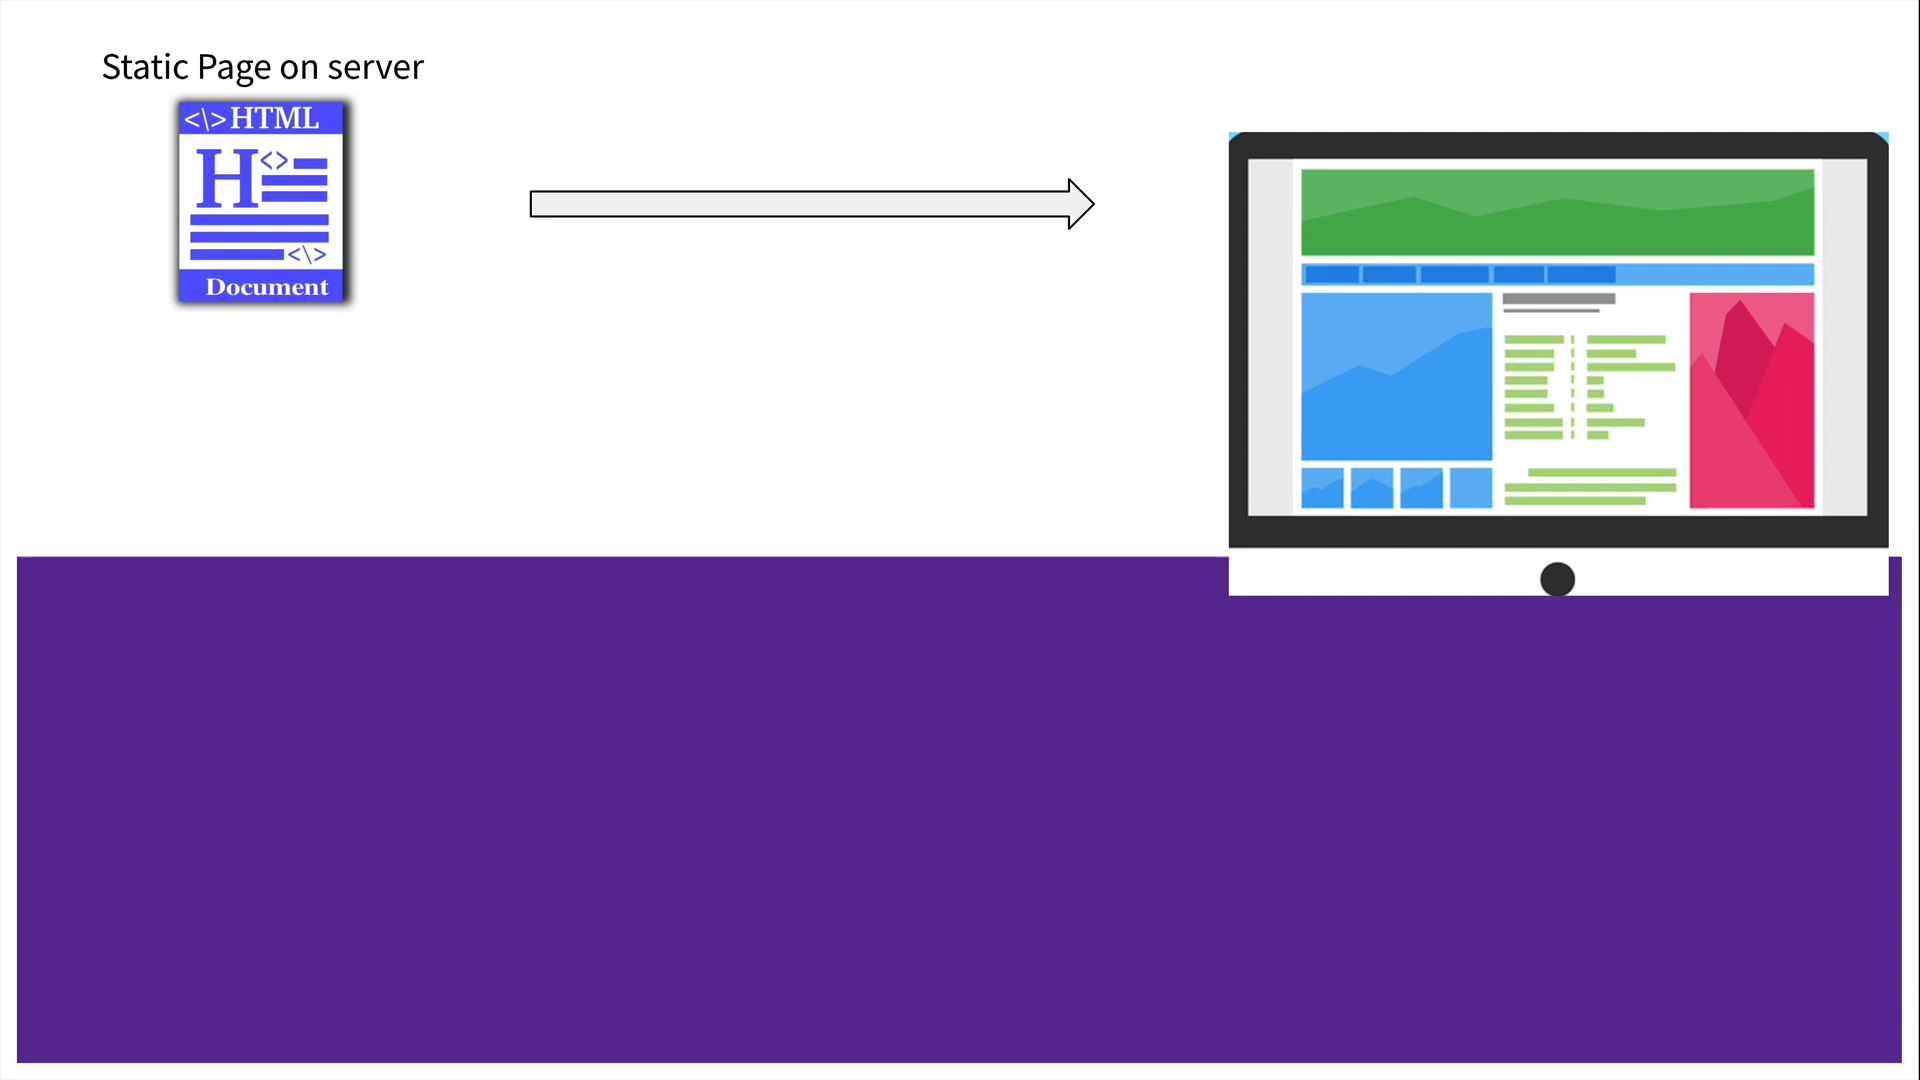 Static Page on server
<\>HTML
H<>
<\>
Document